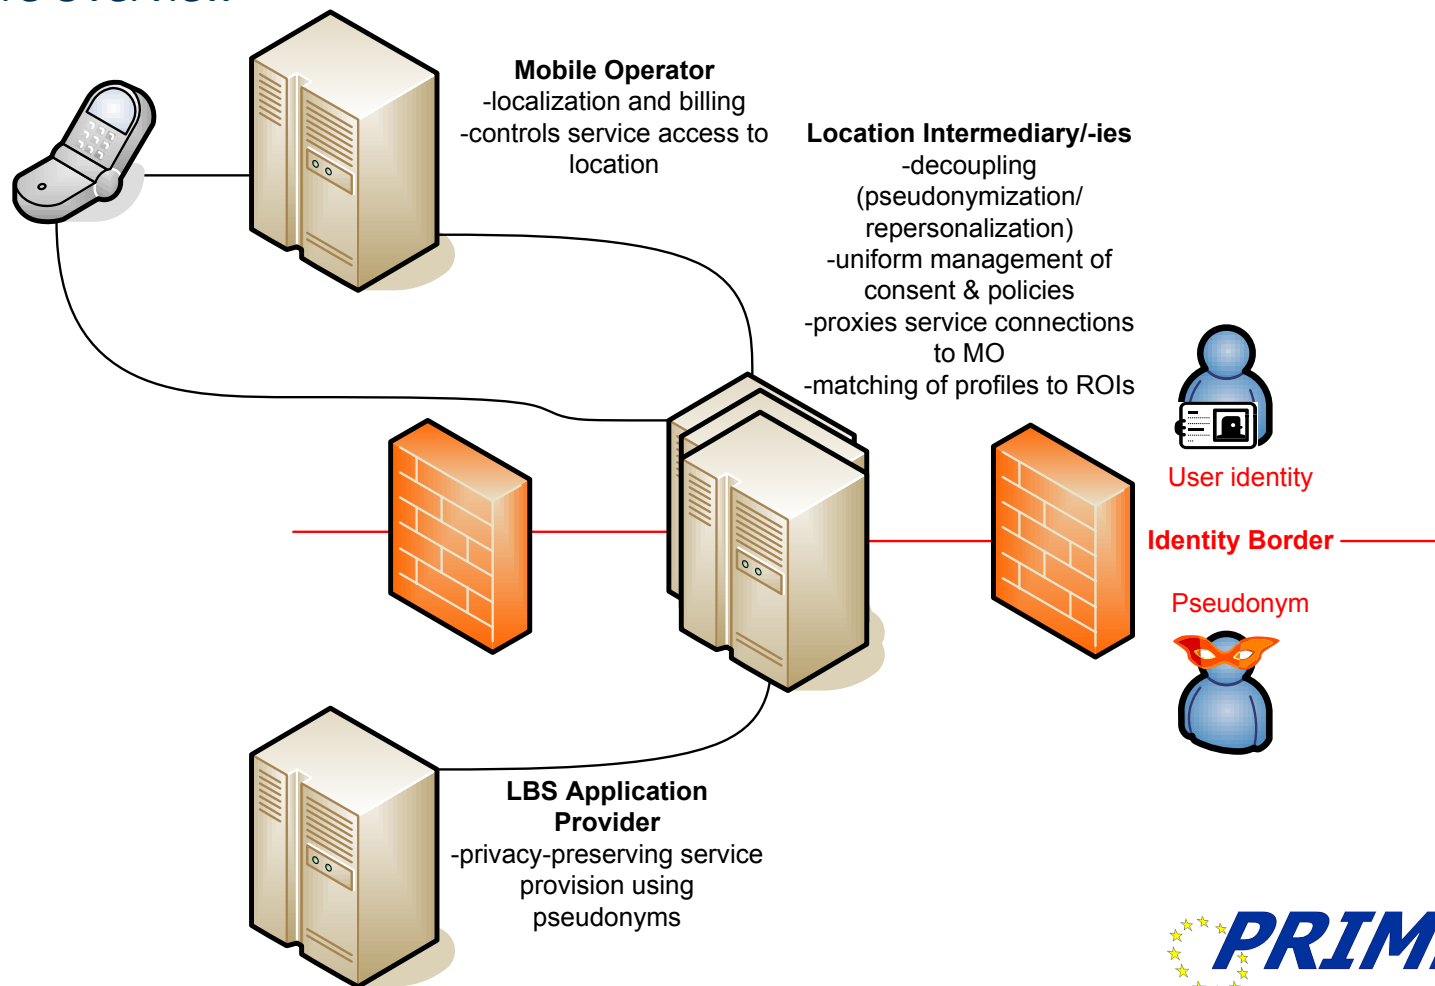 Mobile Operator
-localization and billing
-controls service access to
location
Location Intermediary/-ies
-decoupling
(pseudonymization/
repersonalization)
-uniform management of
consent & policies
-proxies service connections
to MO
-matching of profiles to ROIs
User identity
Identity Border
Pseudonym
LBS Application
Provider
-privacy-preserving service
provision using
pseudonyms